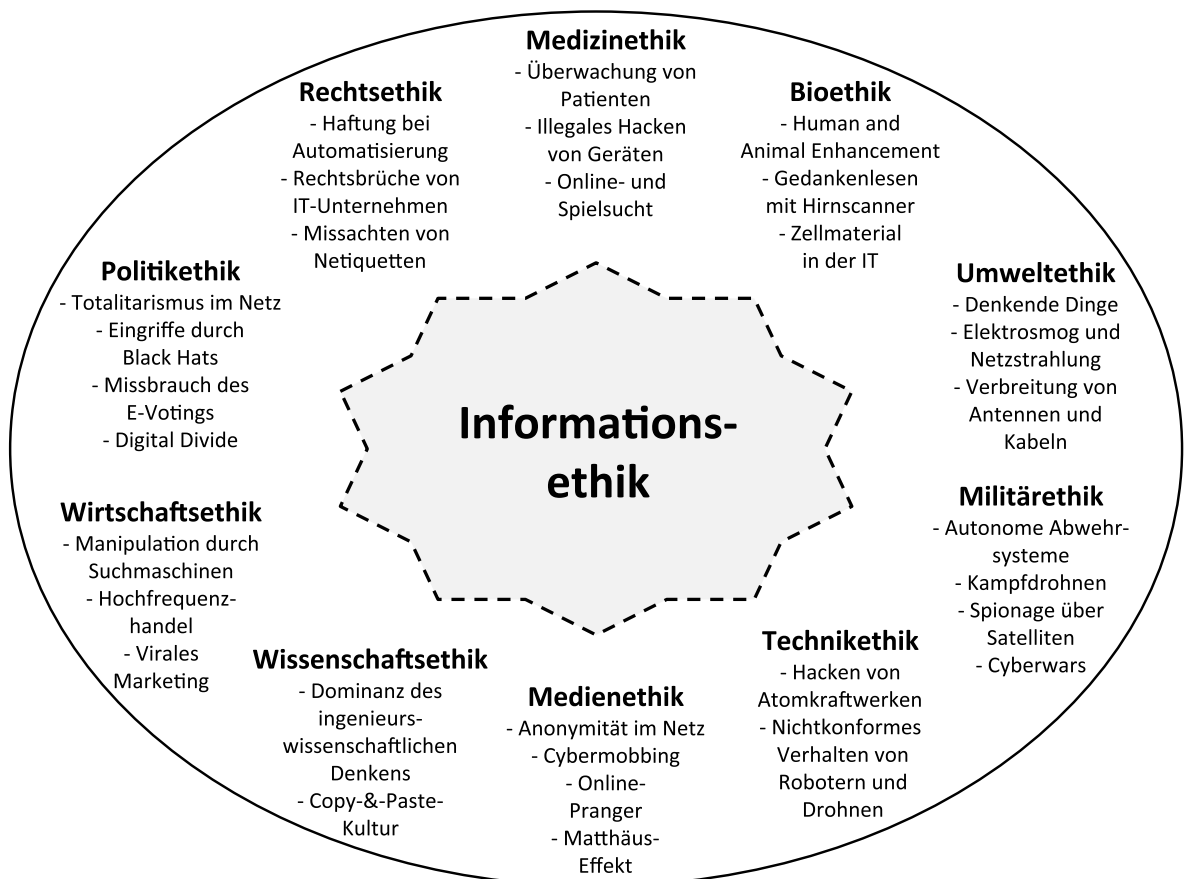 Medizinethik
- Überwachung von
Patienten
- Illegales Hacken
von Geräten
- Online- und
Spielsucht
Bioethik
- Human and
Animal Enhancement
- Gedankenlesen
mit Hirnscanner
- Zellmaterial
in der IT
Umweltethik
- Denkende Dinge
- Elektrosmog und
Netzstrahlung
- Verbreitung von
Antennen und
Kabeln
Militärethik
- Autonome Abwehr-
systeme
- Kampfdrohnen
- Spionage über
Satelliten
- Cyberwars
Technikethik
- Hacken von
Atomkraftwerken
- Nichtkonformes
Verhalten von
Robotern und
Drohnen
Medienethik
- Anonymität im Netz
- Cybermobbing
- Online-
Pranger
- Matthäus-
Effekt
Wissenschaftsethik
- Dominanz des
ingenieurs-
wissenschaftlichen
Denkens
- Copy-&-Paste-
Kultur
Wirtschaftsethik
- Manipulation durch
Suchmaschinen
- Hochfrequenz-
handel
- Virales
Marketing
Politikethik
- Totalitarismus im Netz
- Eingriffe durch
Black Hats
- Missbrauch des
E-Votings
- Digital Divide
Rechtsethik
- Haftung bei
Automatisierung
- Rechtsbrüche von
IT-Unternehmen
- Missachten von
Netiquetten
Informations-
ethik